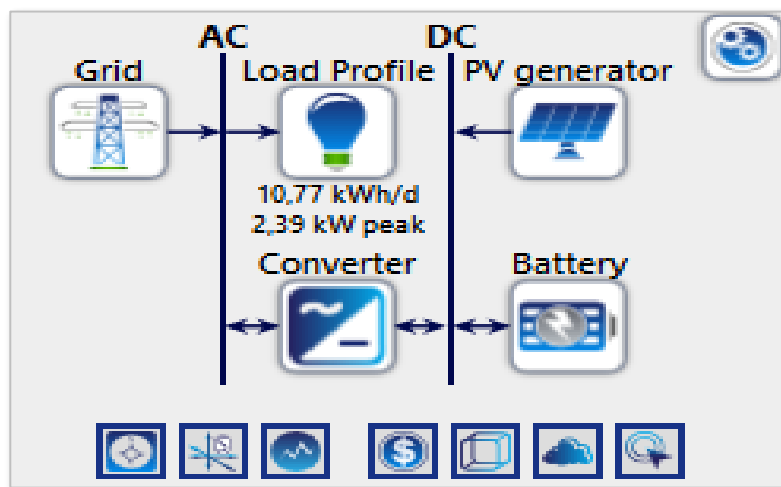 AC DC
Grid Load Profile PV generator
10,77 kWh/d
2,39 kW peak
Converter Battery